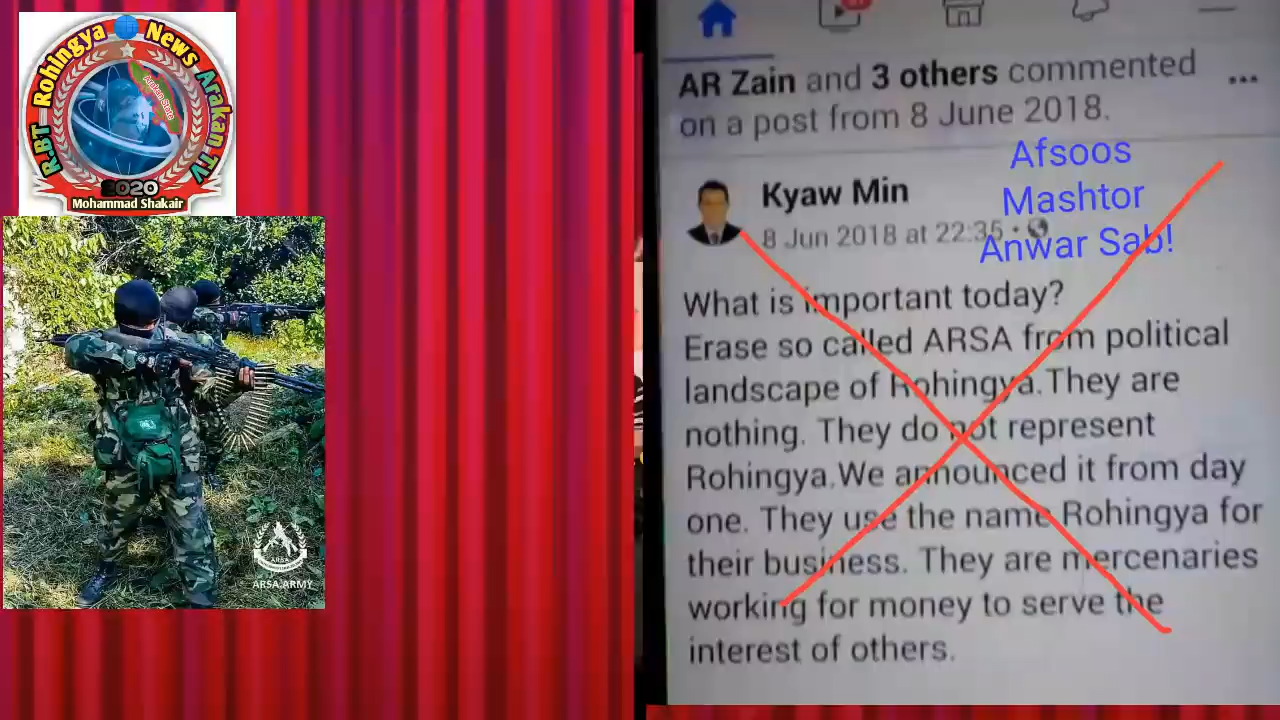 R.BT Rohingya News Arakan TV
Arakan State
2020
Mohammad Shakair
ARSA ARMY
AR Zain and 3 others commented
on a post from 8 June 2018.
Afsoos
Mashtor
Anwar Sab!
Kyaw Min
8 Jun 2018 at 22:35
What is important today?
Erase so called ARSA from political
landscape of Rohingya.They are
nothing. They do not represent
Rohingya.We announced it from day
one. They use the name Rohingya for
their business. They are mercenaries
working for money to serve the
interest of others.